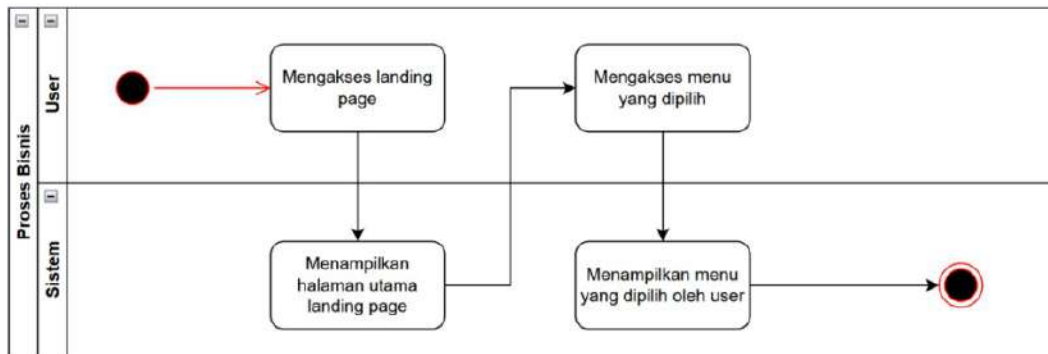 Proses Bisnis
User
Mengakses landing
page
Mengakses menu
yang dipilih
Sistem
Menampilkan
halaman utama
landing page
Menampilkan menu
yang dipilih oleh user